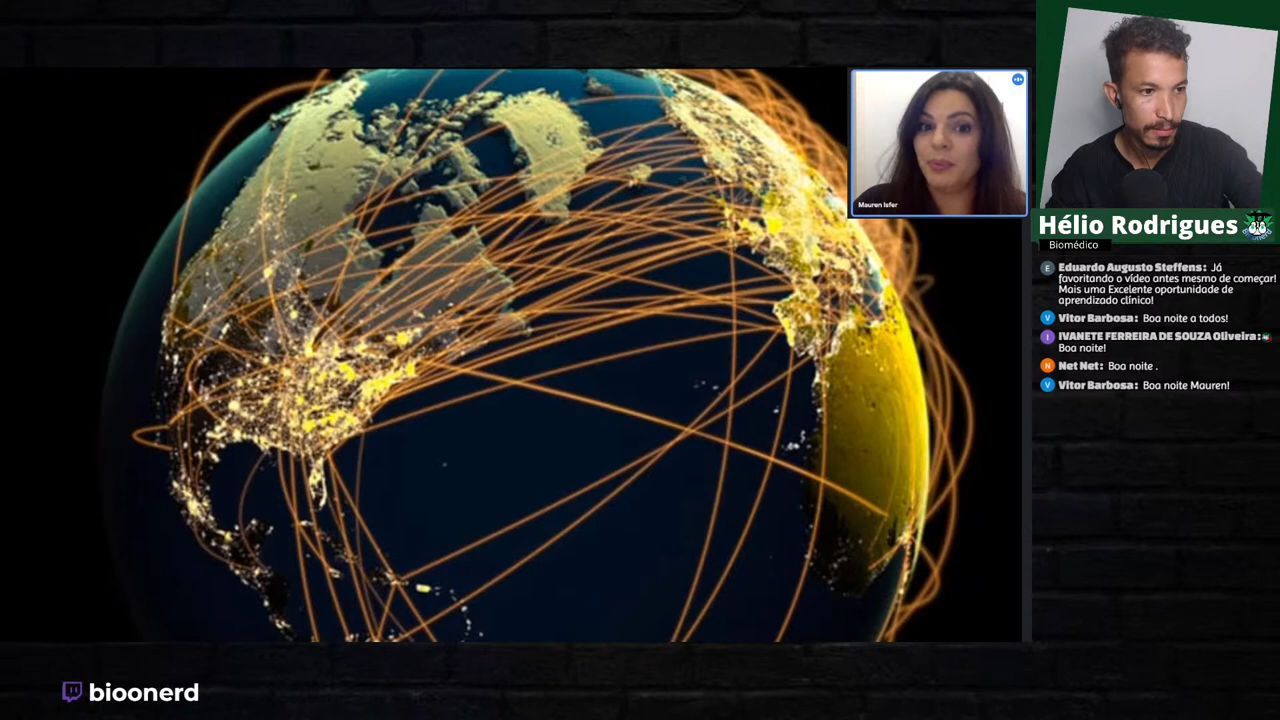 Mauren Isfer
Hélio Rodrigues
Biomédico
E Eduardo Augusto Steffens: Já
favoritando o vídeo antes mesmo de começar!
Mais uma Excelente oportunidade de
aprendizado clínico!
V Vitor Barbosa: Boa noite a todos!
I IVANETE FERREIRA DE SOUZA Oliveira:
Boa noite!
N Net Net: Boa noite .
V Vitor Barbosa: Boa noite Mauren!
bioonerd